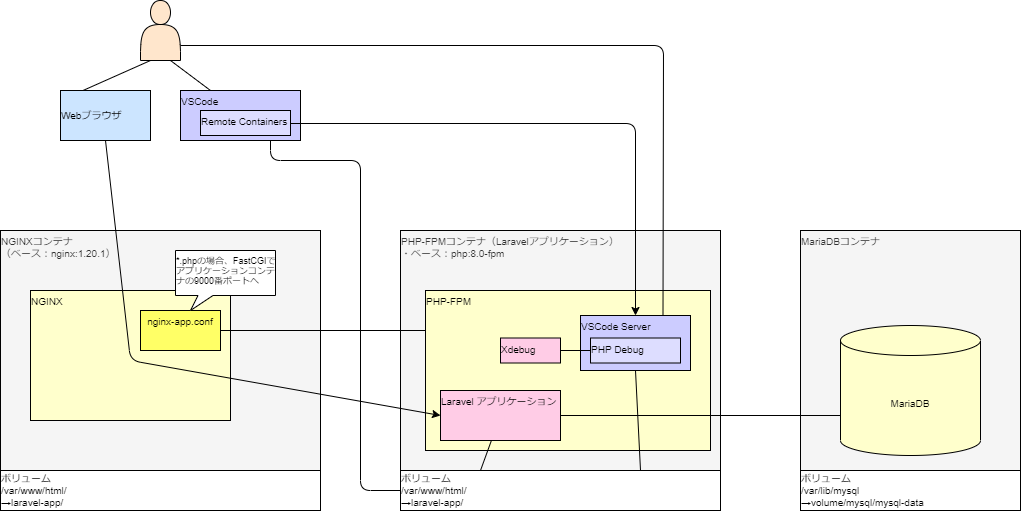 VSCode
Webブラウザ
Remote Containers
NGINXコンテナ
（ベース：nginx:1.20.1）
*.phpの場合、FastCGIで
アプリケーションコンテ
ナの9000番ポートへ
NGINX
nginx-app.conf
ボリューム
/var/www/html/
→laravel-app/
PHP-FPMコンテナ（Laravelアプリケーション）
・ベース：php:8.0-fpm
PHP-FPM
VSCode Server
Xdebug
PHP Debug
Laravel アプリケーション
ボリューム
/var/www/html/
→laravel-app/
MariaDBコンテナ
MariaDB
ボリューム
/var/lib/mysql
→volume/mysql/mysql-data